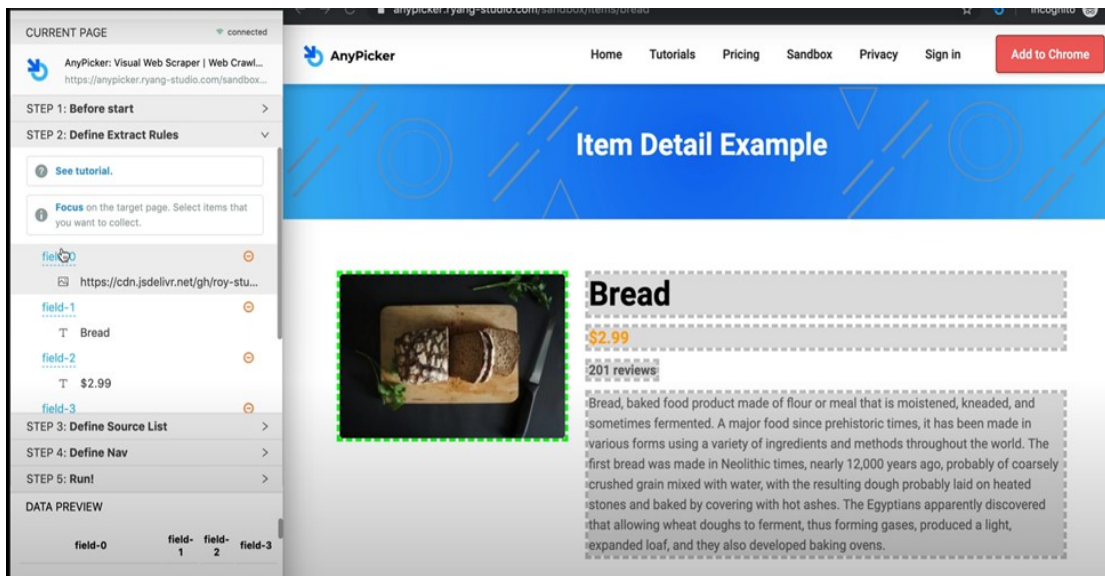 CURRENT PAGE
connected
AnyPicker: Visual Web Scraper | Web Crawl...
https://anypicker.ryang-studio.com/sandbox...
STEP 1: Before start
STEP 2: Define Extract Rules
See tutorial.
Focus on the target page. Select items that
you want to collect.
field-0
https://cdn.jsdelivr.net/gh/roy-stu...
field-1
T Bread
field-2
T $2.99
field-3
STEP 3: Define Source List
STEP 4: Define Nav
STEP 5: Run!
DATA PREVIEW
field-0 field-1 field-2 field-3
anypicker.ryang-studio.com/sandbox/items/bread
Incognito
AnyPicker
Home Tutorials Pricing Sandbox Privacy Sign in Add to Chrome
Item Detail Example
Bread
$2.99
201 reviews
Bread, baked food product made of flour or meal that is moistened, kneaded, and
sometimes fermented. A major food since prehistoric times, it has been made in
various forms using a variety of ingredients and methods throughout the world. The
first bread was made in Neolithic times, nearly 12,000 years ago, probably of coarsely
crushed grain mixed with water, with the resulting dough probably laid on heated
stones and baked by covering with hot ashes. The Egyptians apparently discovered
that allowing wheat doughs to ferment, thus forming gases, produced a light,
expanded loaf, and they also developed baking ovens.